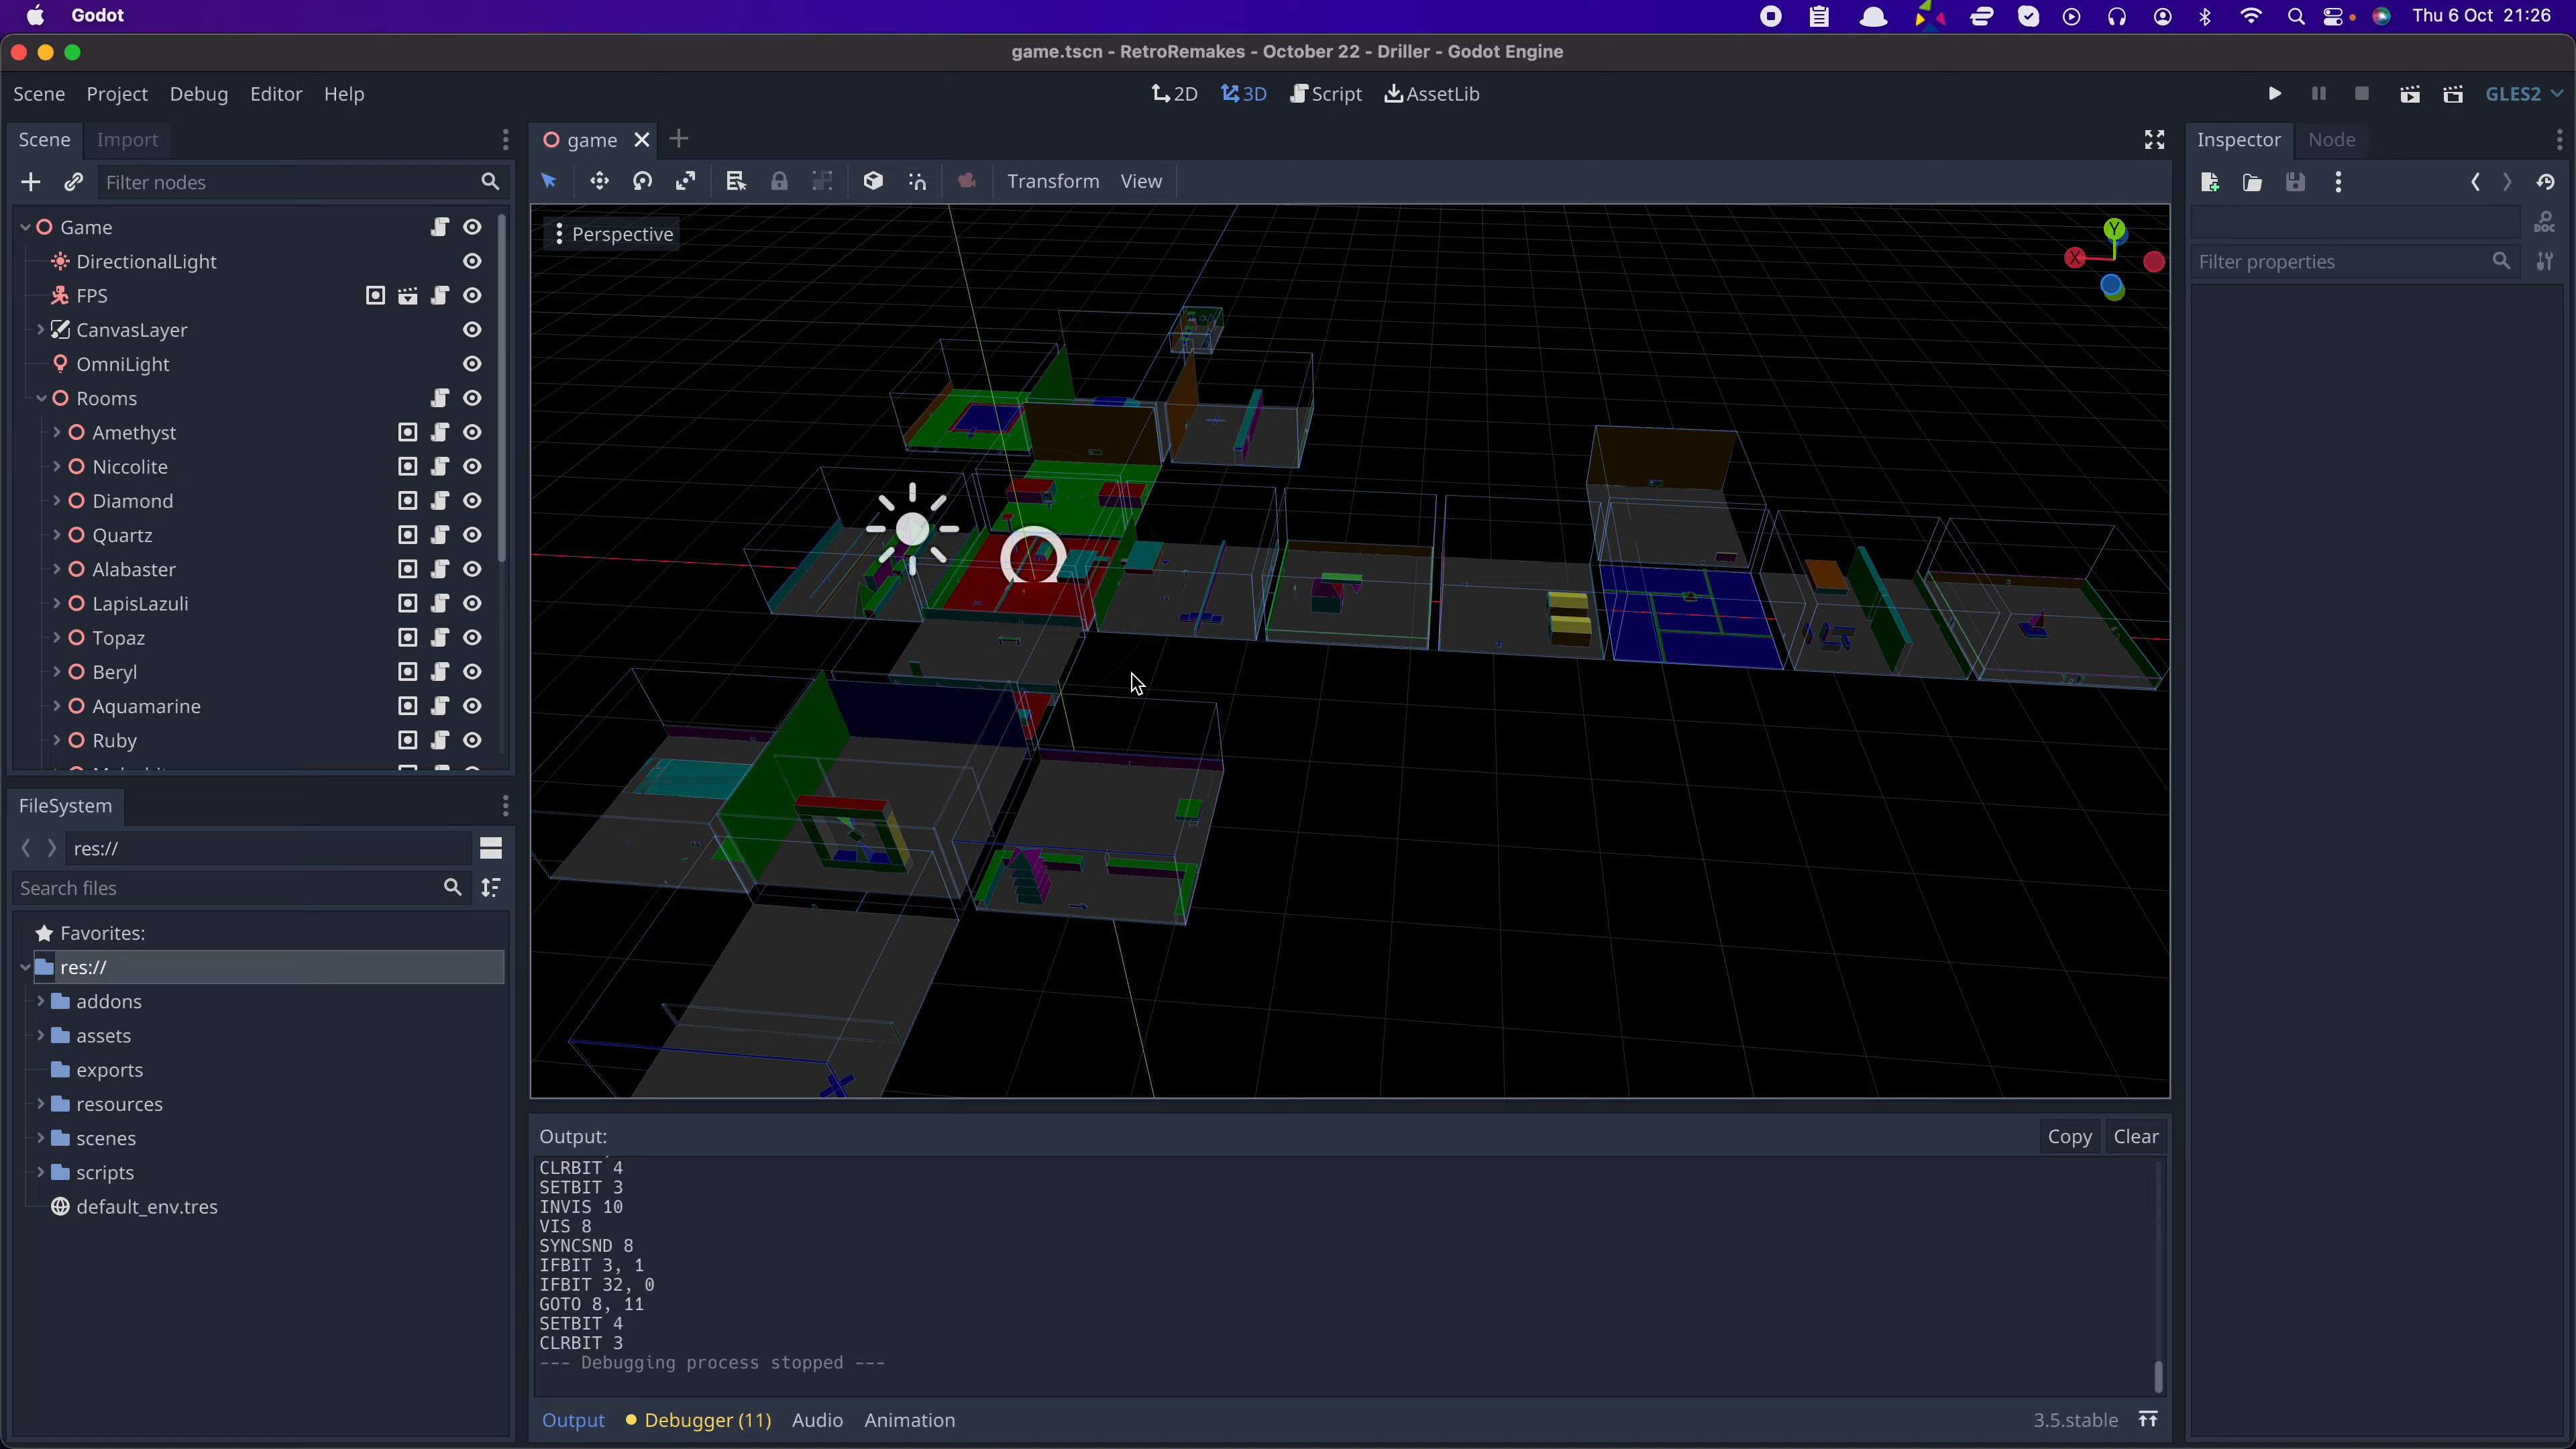 Godot
Thu 6 Oct 21:26
game.tscn - RetroRemakes - October 22 - Driller - Godot Engine
Scene Project Debug Editor Help
2D 3D Script AssetLib
GLES2
Scene Import
game
Inspector Node
Filter nodes
Transform View
Perspective
Y
X
Filter properties
DOC
Game
DirectionalLight
FPS
CanvasLayer
OmniLight
Rooms
Amethyst
Niccolite
Diamond
Quartz
Alabaster
LapisLazuli
Topaz
Beryl
Aquamarine
Ruby
FileSystem
res://
Search files
Favorites:
res://
addons
assets
exports
resources
scenes
scripts
default_env.tres
Output:
Copy Clear
CLRBIT 4
SETBIT 3
INVIS 10
VIS 8
SYNCSND 8
IFBIT 3, 1
IFBIT 32, 0
GOTO 8, 11
SETBIT 4
CLRBIT 3
--- Debugging process stopped ---
Output Debugger (11) Audio Animation
3.5.stable